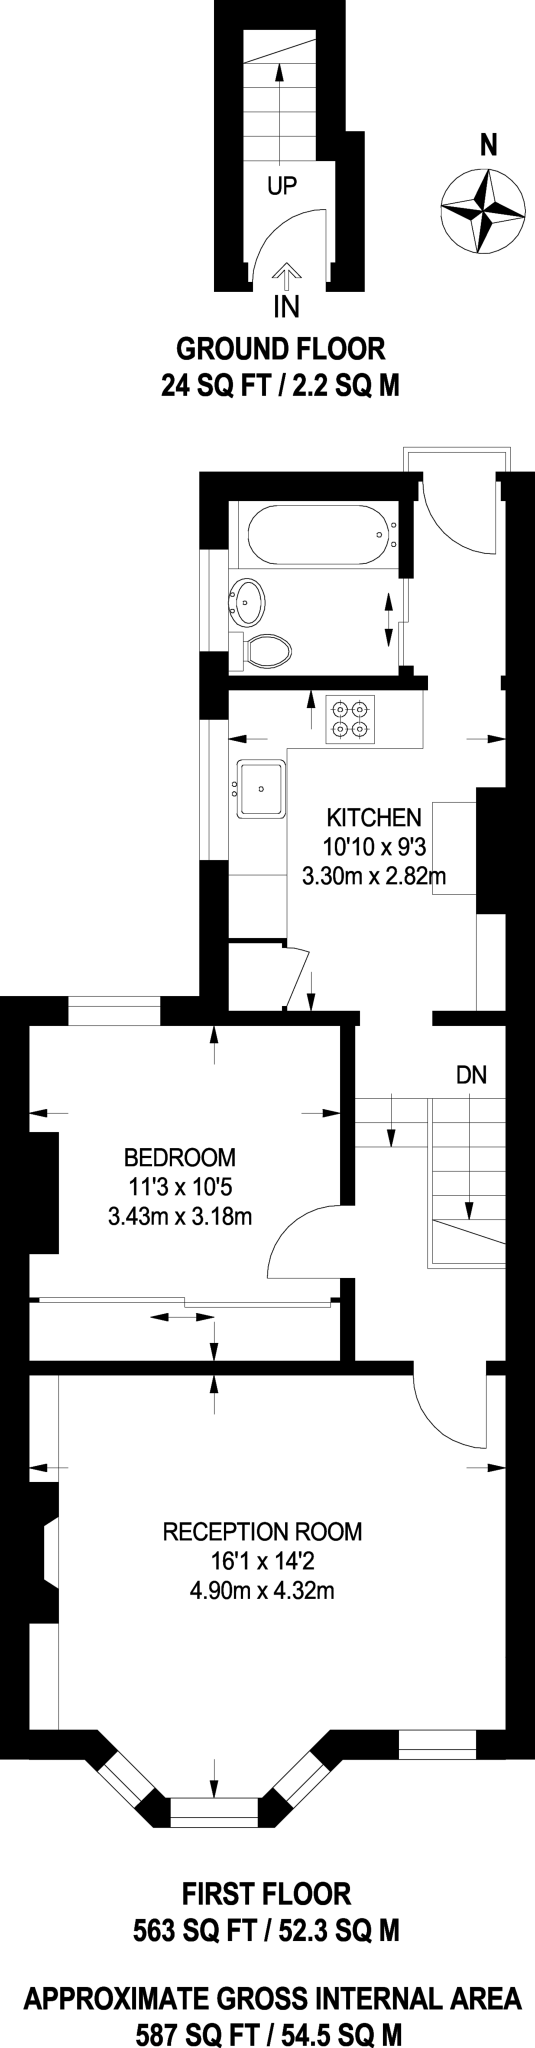 N
UP
IN
GROUND FLOOR
24 SQ FT / 2.2 SQ M
KITCHEN
10'10 x 9'3
3.30m x 2.82m
DN
BEDROOM
11'3 x 10'5
3.43m x 3.18m
RECEPTION ROOM
16'1 x 14'2
4.90m x 4.32m
FIRST FLOOR
563 SQ FT / 52.3 SQ M
APPROXIMATE GROSS INTERNAL AREA
587 SQ FT / 54.5 SQ M